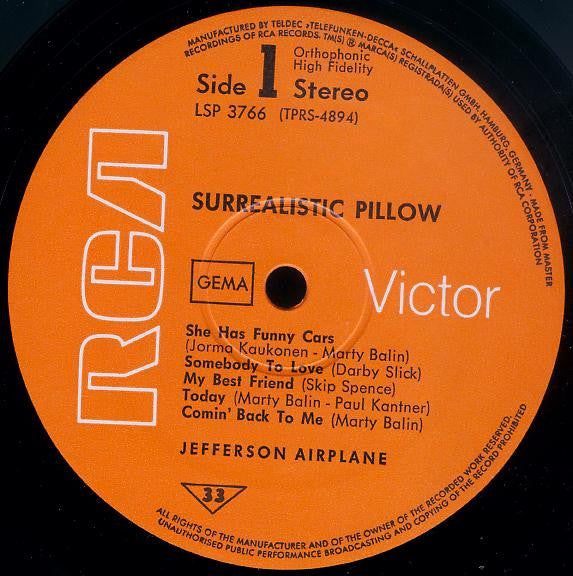 MANUFACTURED BY TELDEC »TELEFUNKEN-DECCA« SCHALLPLATTEN GMBH, HAMBURG, GERMANY · MADE FROM MASTER
RECORDINGS OF RCA RECORDS. TM(S) ® MARCA(S) REGISTRADA(S) USED BY AUTHORITY OF RCA CORPORATION
Side 1
Orthophonic
High Fidelity
Stereo
LSP 3766 (TPRS-4894)
RCA
SURREALISTIC PILLOW
GEMA
Victor
She Has Funny Cars
(Jorma Kaukonen - Marty Balin)
Somebody To Love (Darby Slick)
My Best Friend (Skip Spence)
Today (Marty Balin - Paul Kantner)
Comin' Back To Me (Marty Balin)
JEFFERSON AIRPLANE
33
ALL RIGHTS OF THE MANUFACTURER AND OF THE OWNER OF THE RECORDED WORK RESERVED.
UNAUTHORISED PUBLIC PERFORMANCE BROADCASTING AND COPYING OF THE RECORD PROHIBITED